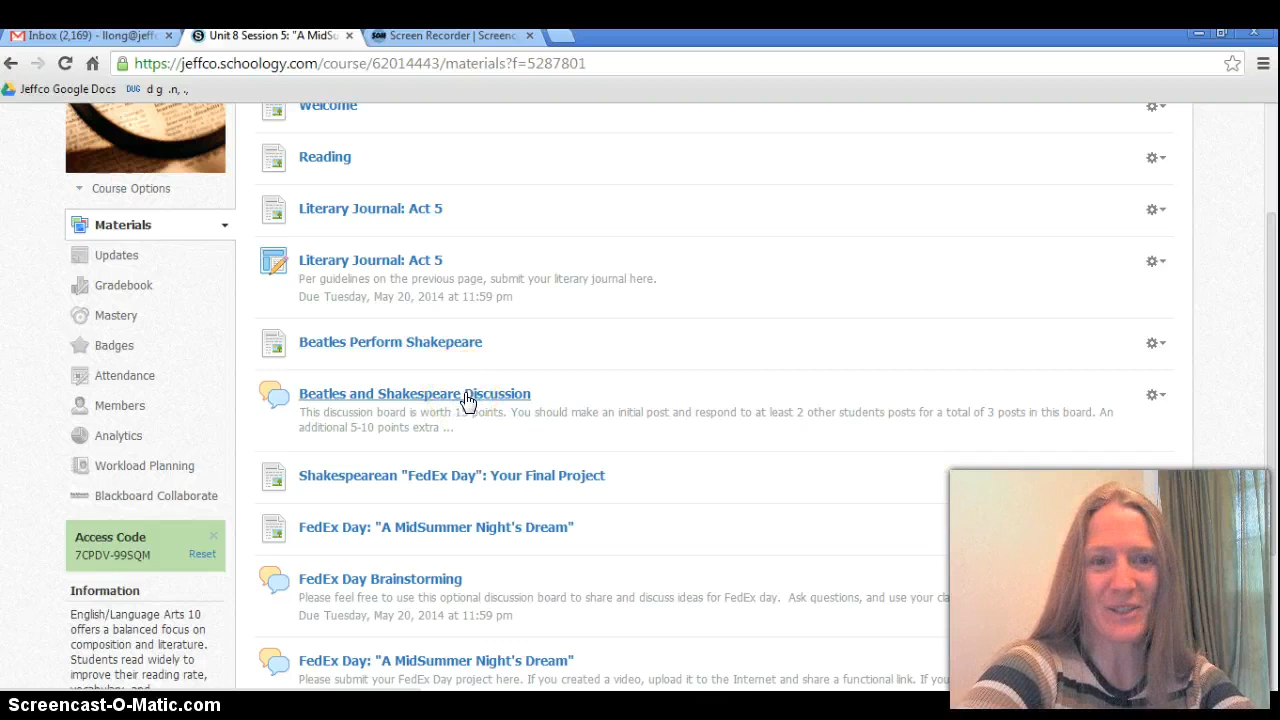 Inbox (2,169) - llong@jeffc
Unit 8 Session 5: "A MidSu
Screen Recorder | Screenc
https://jeffco.schoology.com/course/62014443/materials?f=5287801
Jeffco Google Docs DUG d g .n, .,
Welcome
Reading
Course Options
Literary Journal: Act 5
Materials
Updates
Literary Journal: Act 5
Per guidelines on the previous page, submit your literary journal here.
Due Tuesday, May 20, 2014 at 11:59 pm
Gradebook
Mastery
Badges
Attendance
Members
Analytics
Workload Planning
Blackboard Collaborate
Beatles Perform Shakepeare
Beatles and Shakespeare Discussion
This discussion board is worth 15 points. You should make an initial post and respond to at least 2 other students posts for a total of 3 posts in this board. An
additional 5-10 points extra ...
Shakespearean "FedEx Day": Your Final Project
FedEx Day: "A MidSummer Night's Dream"
FedEx Day Brainstorming
Please feel free to use this optional discussion board to share and discuss ideas for FedEx day. Ask questions, and use your cla
Due Tuesday, May 20, 2014 at 11:59 pm
FedEx Day: "A MidSummer Night's Dream"
Please submit your FedEx Day project here. If you created a video, upload it to the Internet and share a functional link. If you
Access Code
7CPDV-99SQM Reset
Information
English/Language Arts 10
offers a balanced focus on
composition and literature.
Students read widely to
improve their reading rate,
Screencast-O-Matic.com